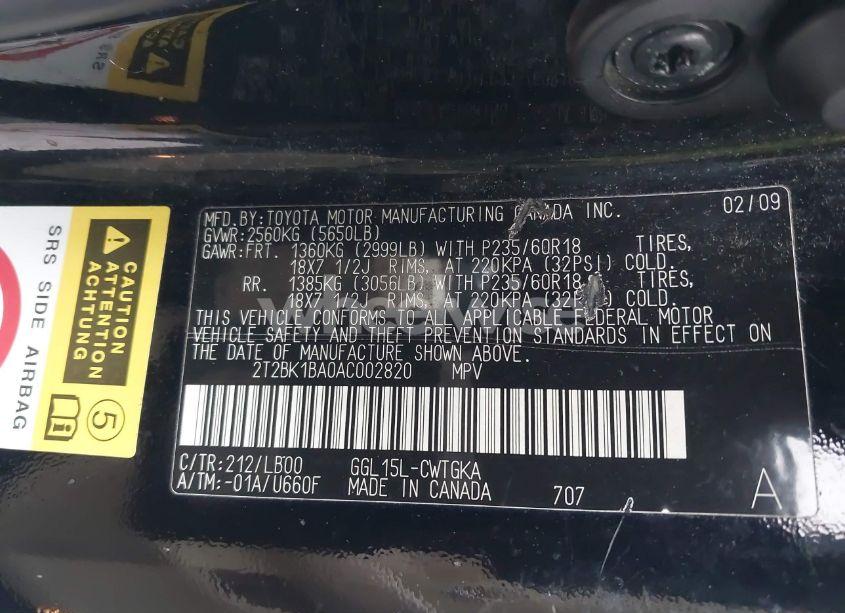 MFD.BY:TOYOTA MOTOR MANUFACTURING CANADA INC. 02/09
GVWR:2560KG (5650LB)
GAWR:FRT. 1360KG (2999LB) WITH P235/60R18 TIRES,
18X7 1/2J RIMS, AT 220KPA (32PSI) COLD.
RR. 1385KG (3056LB) WITH P235/60R18 TIRES,
18X7 1/2J RIMS, AT 220KPA (32PSI) COLD.
THIS VEHICLE CONFORMS TO ALL APPLICABLE FEDERAL MOTOR
VEHICLE SAFETY AND THEFT PREVENTION STANDARDS IN EFFECT ON
THE DATE OF MANUFACTURE SHOWN ABOVE.
2T2BK1BA0AC002820 MPV
C/TR:212/LB00 GGL15L-CWTGKA
A/TM:-01A/U660F MADE IN CANADA 707 A
SRS SIDE AIRBAG
CAUTION
ATTENTION
ACHTUNG
5